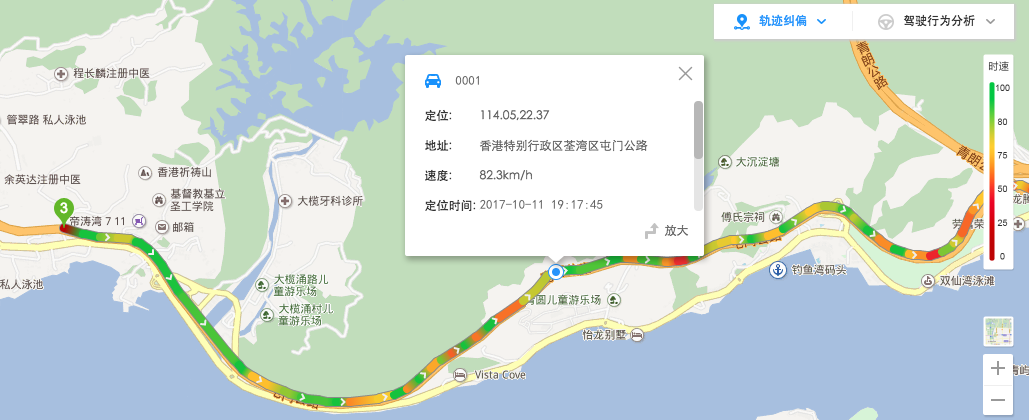 轨迹纠偏
驾驶行为分析
青朗公路
时速
100
80
75
50
25
0
0001
定位: 114.05,22.37
地址: 香港特别行政区荃湾区屯门公路
速度: 82.3km/h
定位时间: 2017-10-11 19:17:45
放大
程长麟注册中医
管翠路 私人泳池
余英达注册中医
香港祈祷山
基督教基立
圣工学院
大榄牙科诊所
3
帝涛湾 7 11
邮箱
私人泳池
大榄涌路儿
童游乐场
大榄涌村儿
童游乐场
Vista Cove
青圆儿童游乐场
怡龙别墅
大沉淀塘
傅氏宗祠
钓鱼湾码头
双仙湾泳滩
青朗公